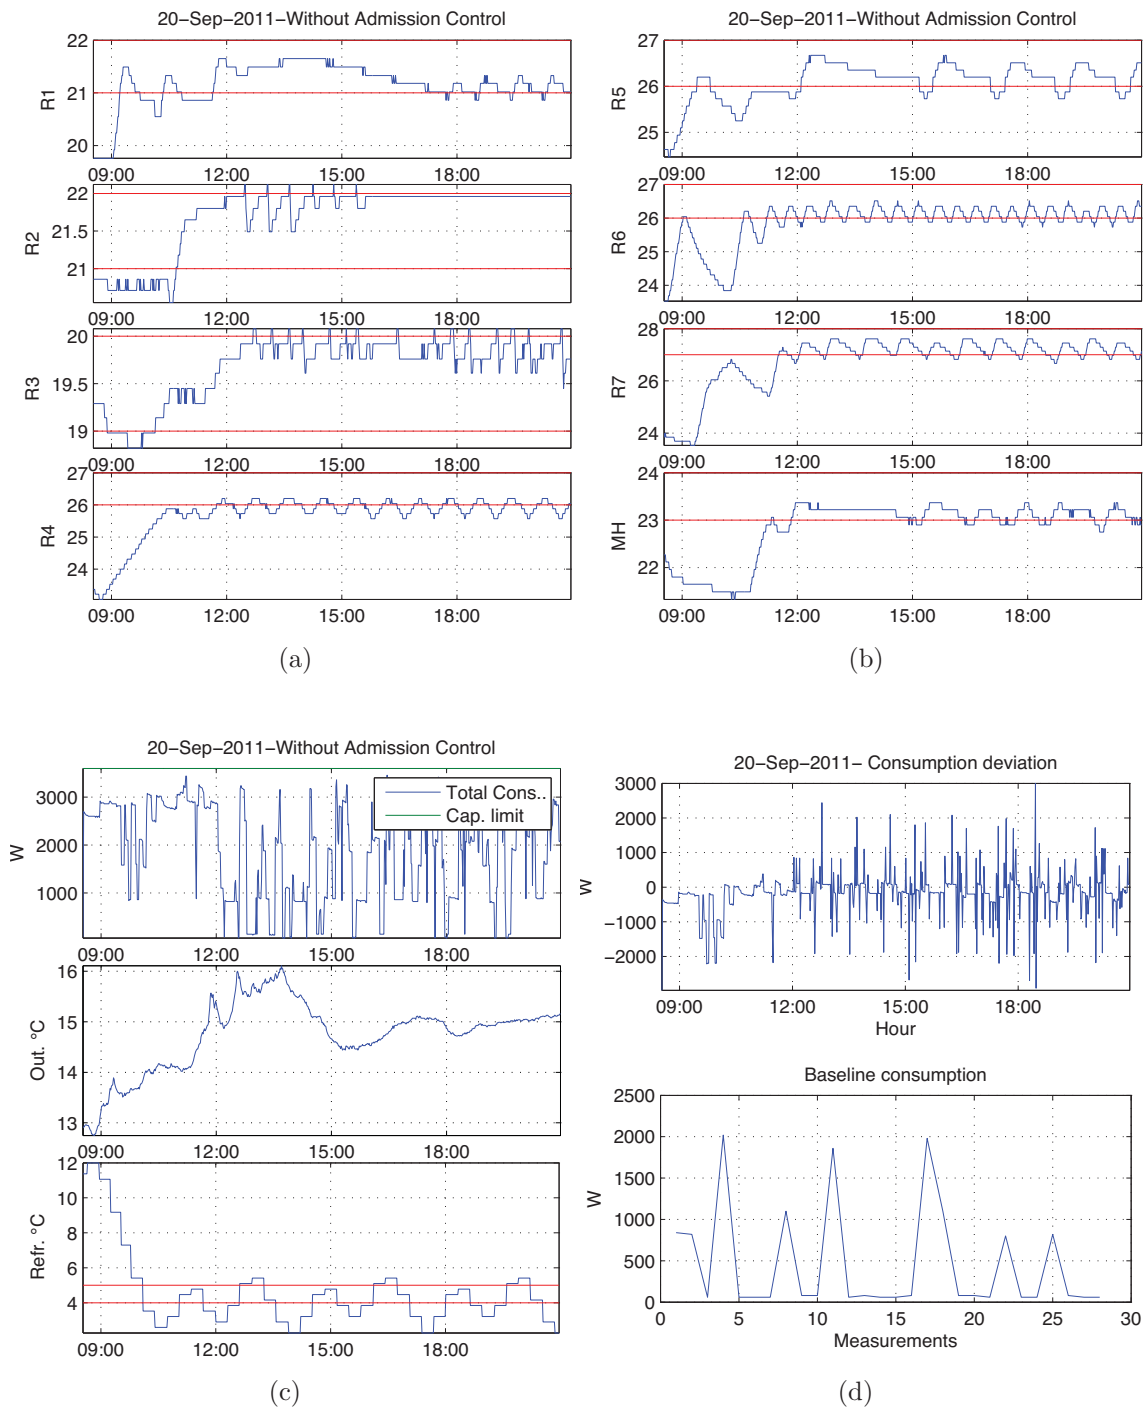 20-Sep-2011-Without Admission Control
22
21
20
R1
09:00 12:00 15:00 18:00
22
21.5
21
R2
09:00 12:00 15:00 18:00
20
19.5
19
R3
09:00 12:00 15:00 18:00
27
26
25
24
R4
09:00 12:00 15:00 18:00
(a)
20-Sep-2011-Without Admission Control
27
26
25
R5
09:00 12:00 15:00 18:00
27
26
25
24
R6
09:00 12:00 15:00 18:00
28
26
24
R7
09:00 12:00 15:00 18:00
24
23
22
MH
09:00 12:00 15:00 18:00
(b)
20-Sep-2011-Without Admission Control
3000
2000
1000
W
Total Cons..
Cap. limit
09:00 12:00 15:00 18:00
16
15
14
13
Out. °C
09:00 12:00 15:00 18:00
12
10
8
6
4
Refr. °C
09:00 12:00 15:00 18:00
(c)
20-Sep-2011- Consumption deviation
3000
2000
1000
0
-1000
-2000
W
09:00 12:00 15:00 18:00
Hour
Baseline consumption
2500
2000
1500
1000
500
0
W
0 5 10 15 20 25 30
Measurements
(d)